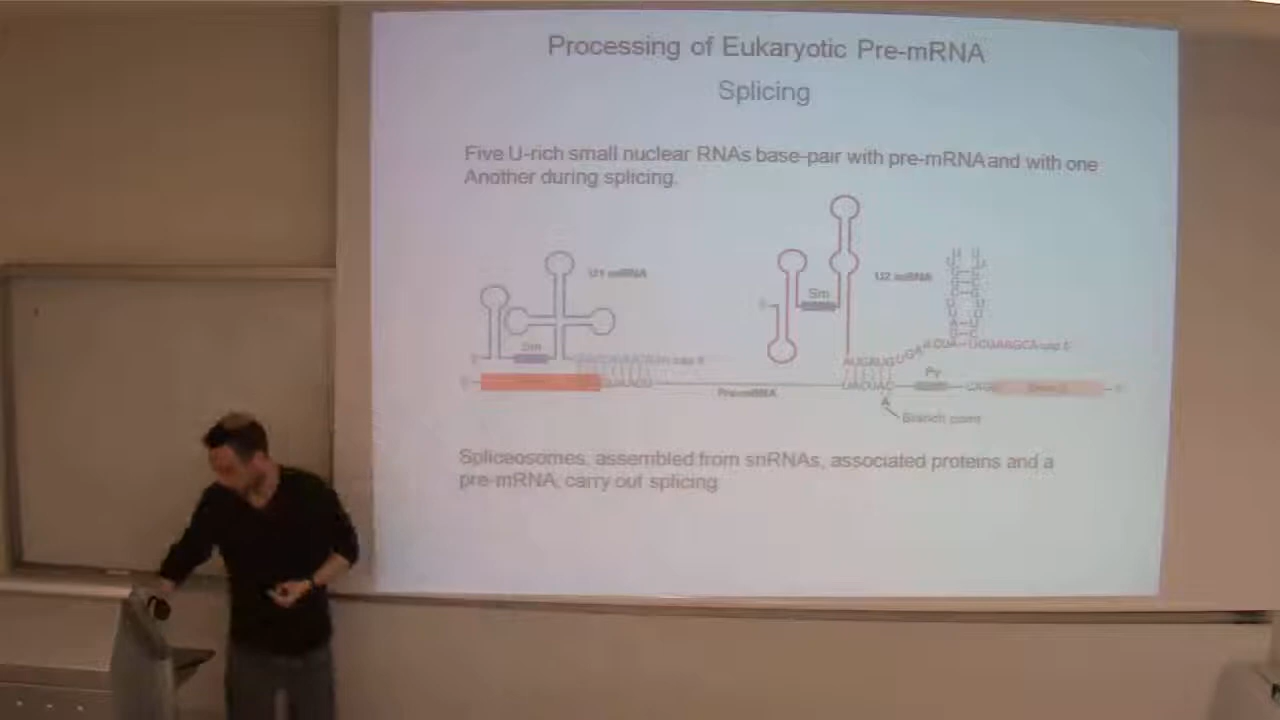 Processing of Eukaryotic Pre-mRNA
Splicing
Five U-rich small nuclear RNAs base-pair with pre-mRNA and with one
Another during splicing.
U1 snRNA
U2 snRNA
Sm
Sm
Py
Pre-mRNA
A
Branch point
Spliceosomes, assembled from snRNAs, associated proteins and a
pre-mRNA, carry out splicing